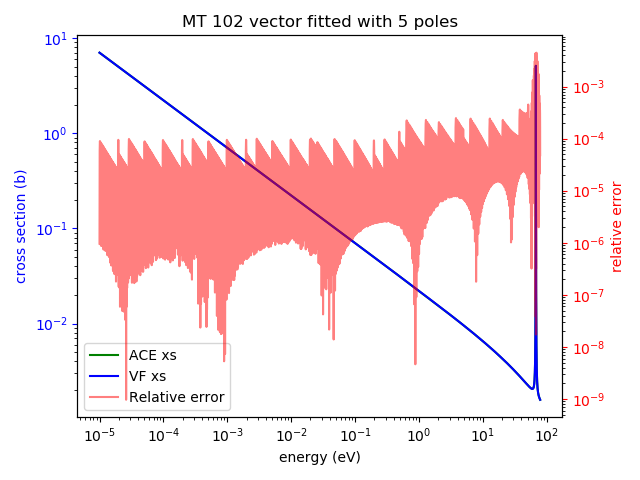 MT 102 vector fitted with 5 poles
cross section (b)
10¹
10⁰
10⁻¹
10⁻²
ACE xs
VF xs
Relative error
10⁻³
10⁻⁴
10⁻⁵
10⁻⁶
10⁻⁷
10⁻⁸
10⁻⁹
relative error
10⁻⁵ 10⁻⁴ 10⁻³ 10⁻² 10⁻¹ 10⁰ 10¹ 10²
energy (eV)